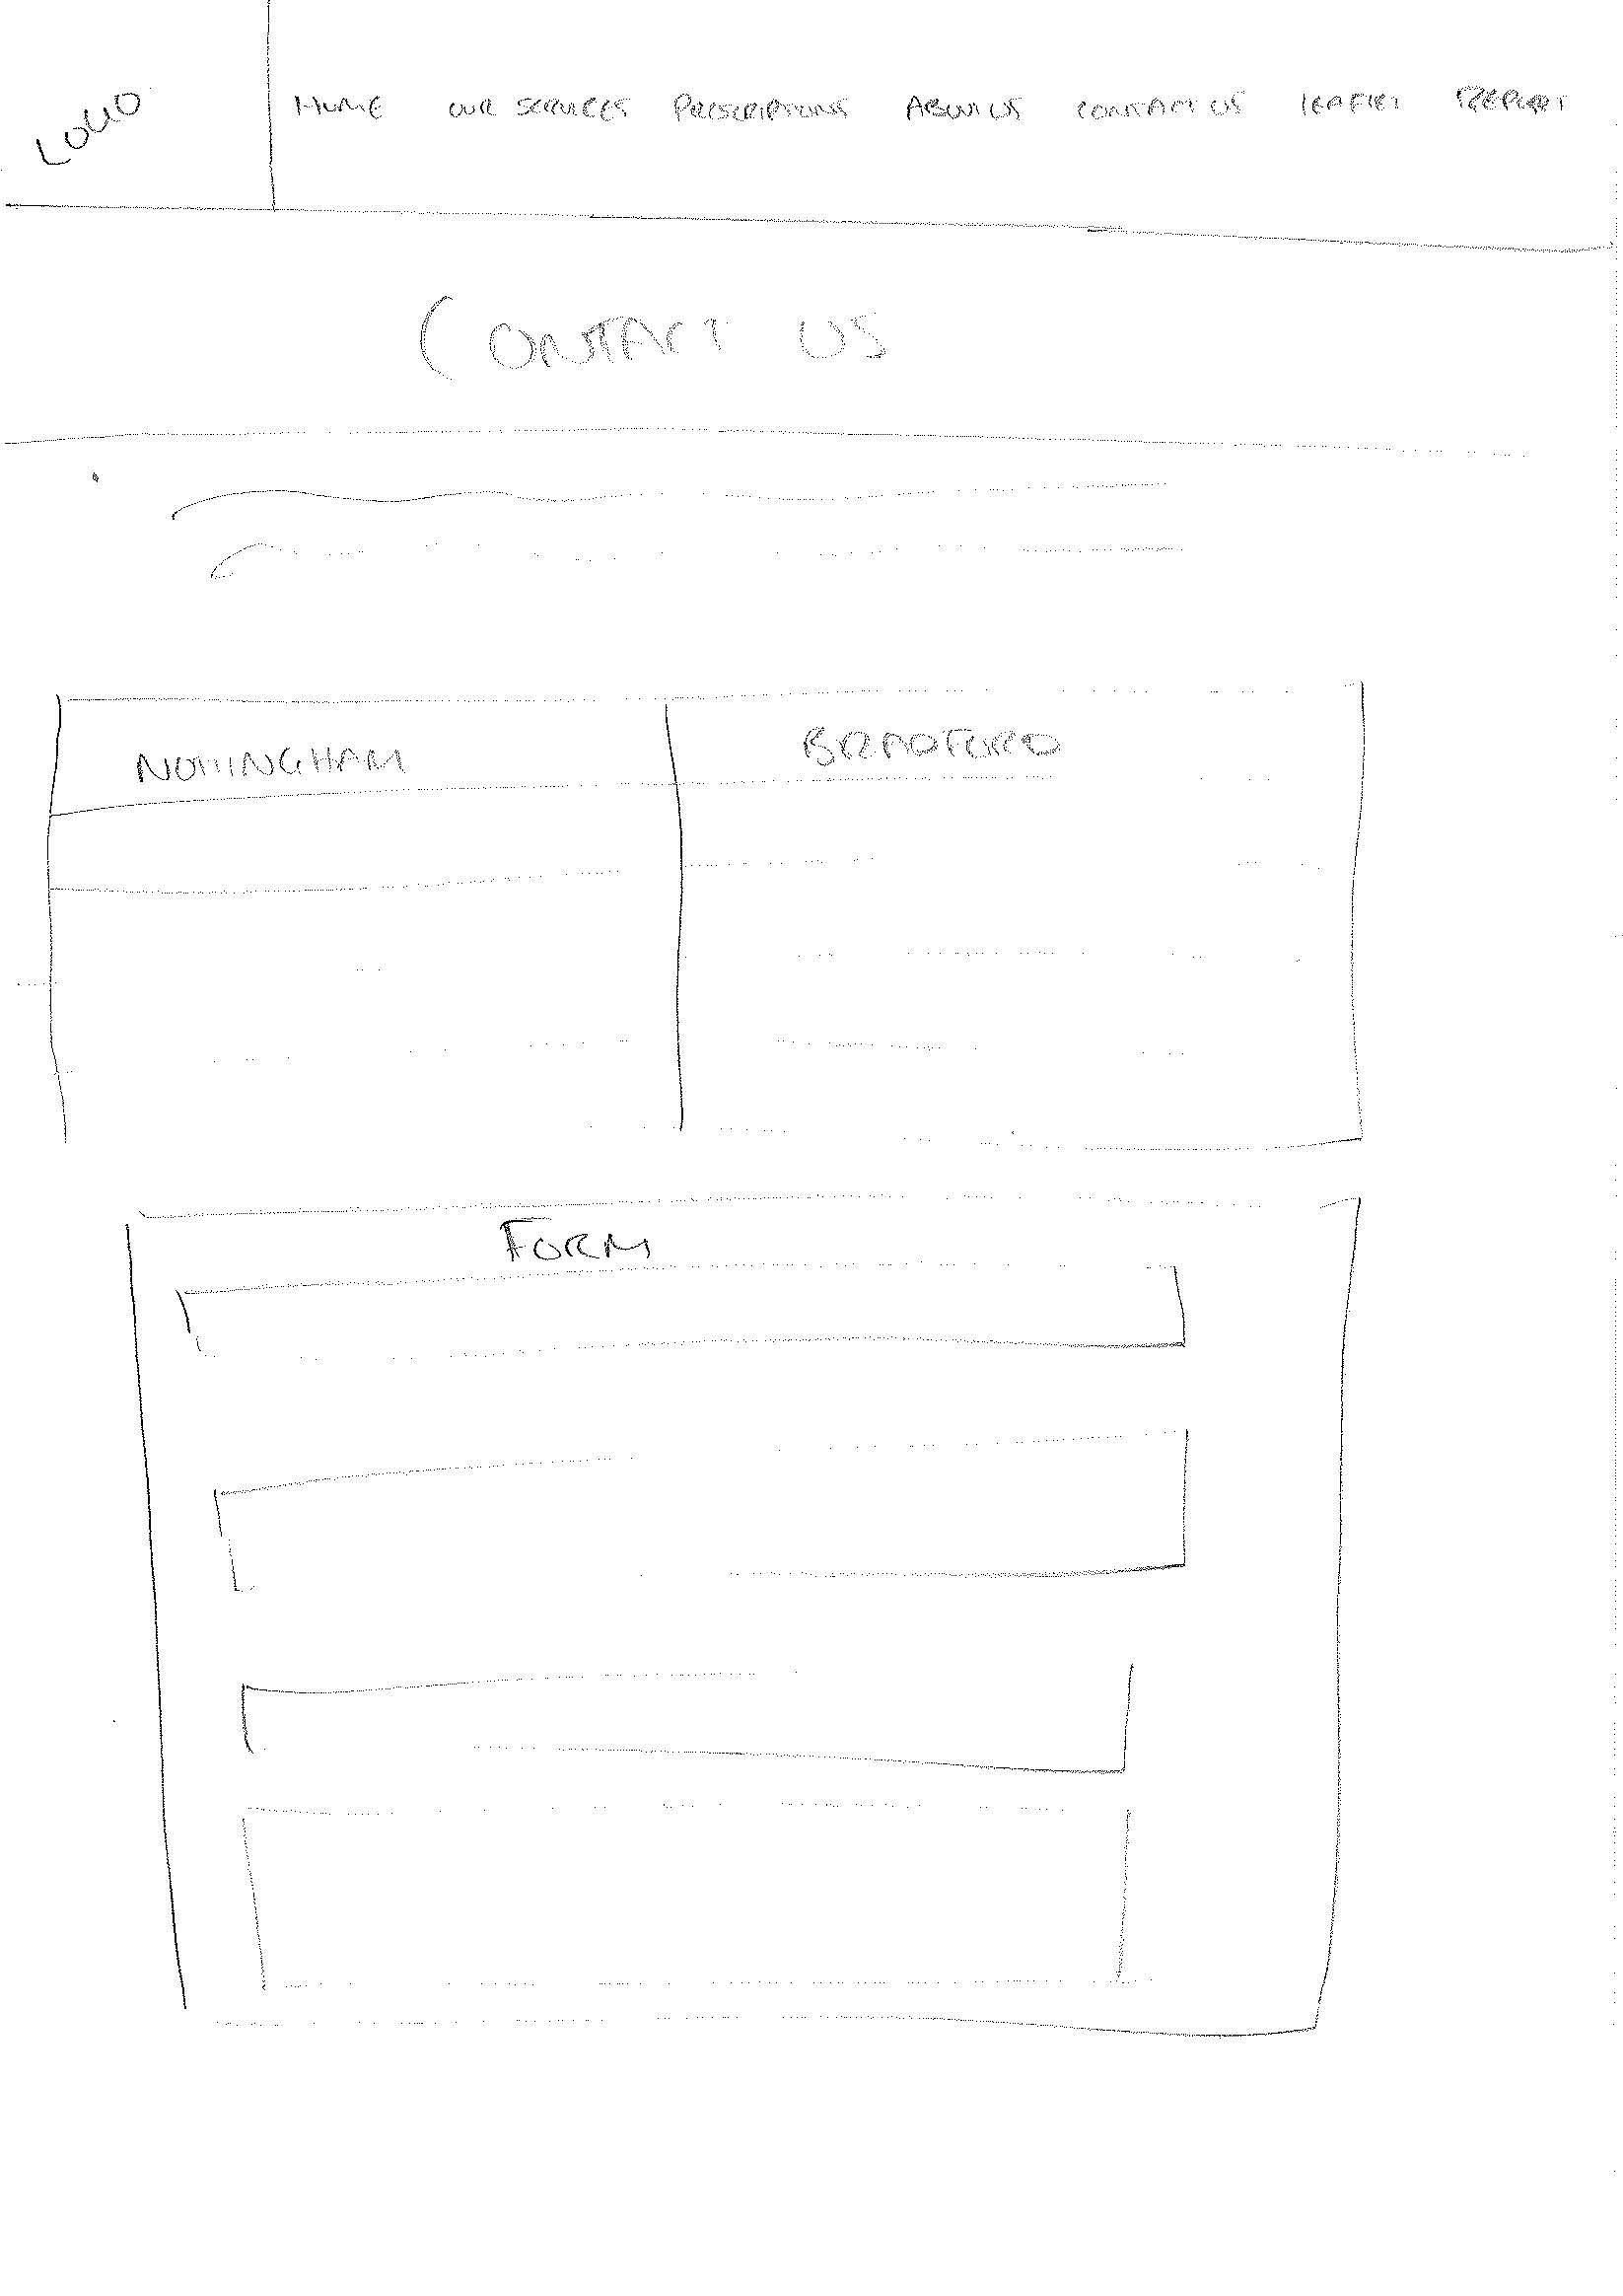 LOGO
HOME OUR SERVICES PRESCRIPTIONS ABOUT US CONTACT US LEAFLET REPORT
CONTACT US
NOTTINGHAM BRADFORD
FORM